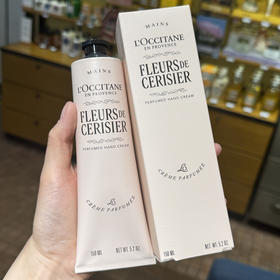 MAINS
L'OCCITANE
EN PROVENCE
FLEURS DE
CERISIER
PERFUMED HAND CREAM
CRÈME PARFUMÉE
150 ML NET WT. 5.2 OZ.
MAINS
L'OCCITANE
EN PROVENCE
FLEURS DE
CERISIER
PERFUMED HAND CREAM
CRÈME PARFUMÉE
150 ML NET WT. 5.2 OZ.